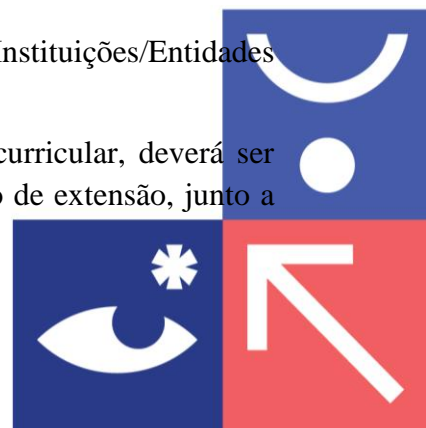 Instituições/Entidades
curricular, deverá ser
de extensão, junto a